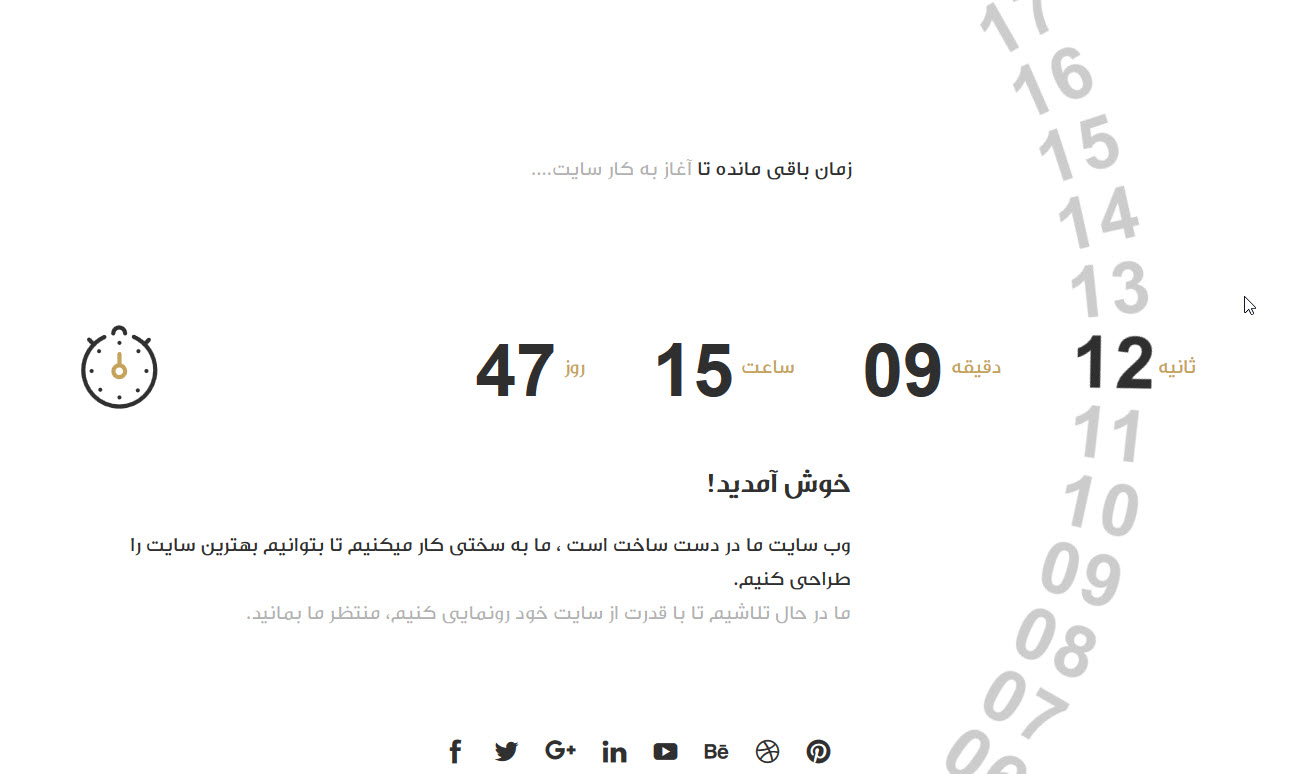 17
16
15
زمان باقی مانده تا آغاز به کار سایت....
14
13
12 ثانیه
09 دقیقه
15 ساعت
47 روز
11
10
خوش آمدید!
09
وب سایت ما در دست ساخت است ، ما به سختی کار میکنیم تا بتوانیم بهترین سایت را
طراحی کنیم.
ما در حال تلاشیم تا با قدرت از سایت خود رونمایی کنیم، منتظر ما بمانید.
08
07
06
f G+ in Bē